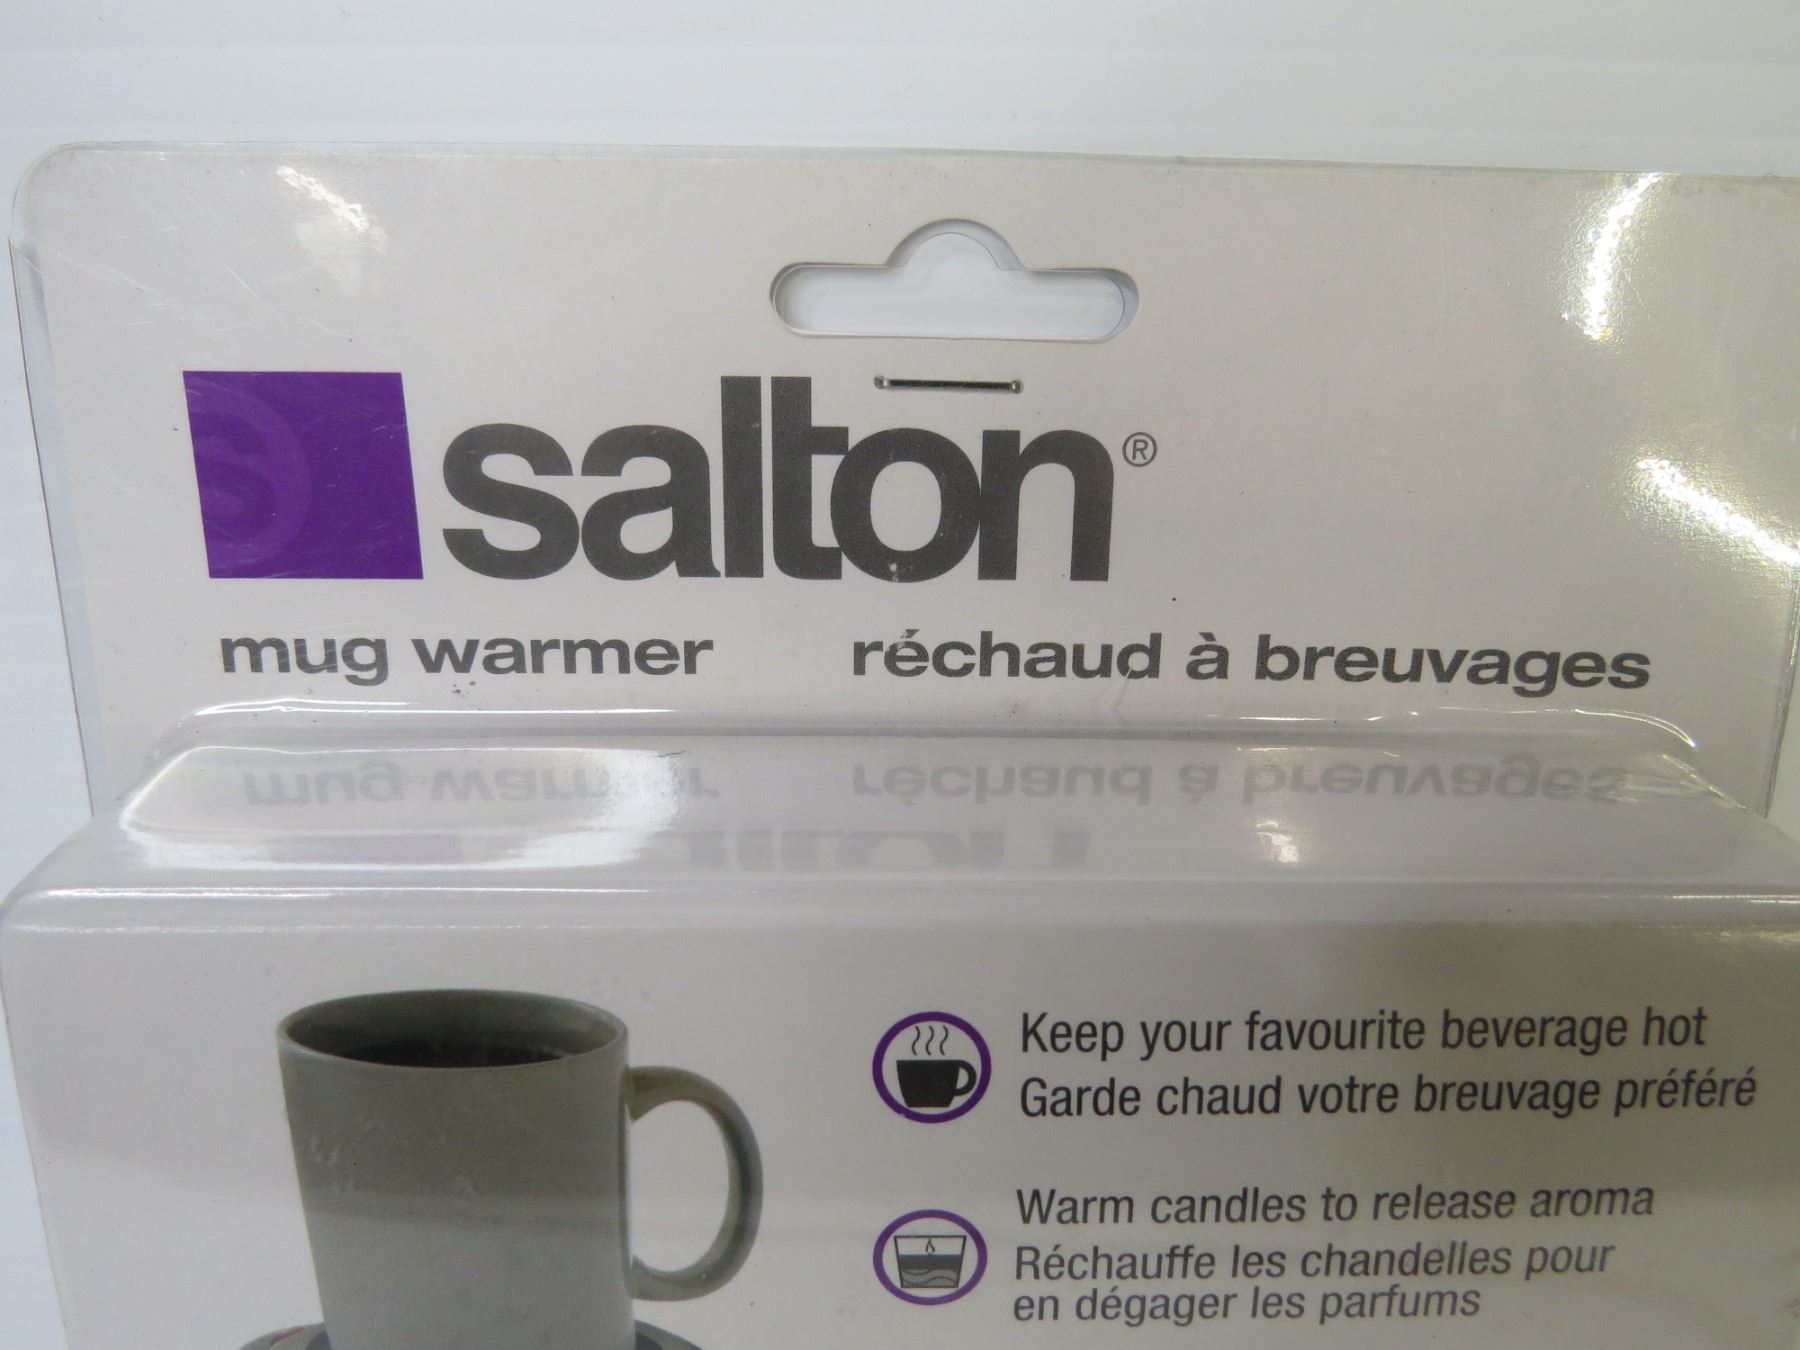 salton®
mug warmer
réchaud à breuvages
Keep your favourite beverage hot
Garde chaud votre breuvage préféré
Warm candles to release aroma
Réchauffe les chandelles pour
en dégager les parfums